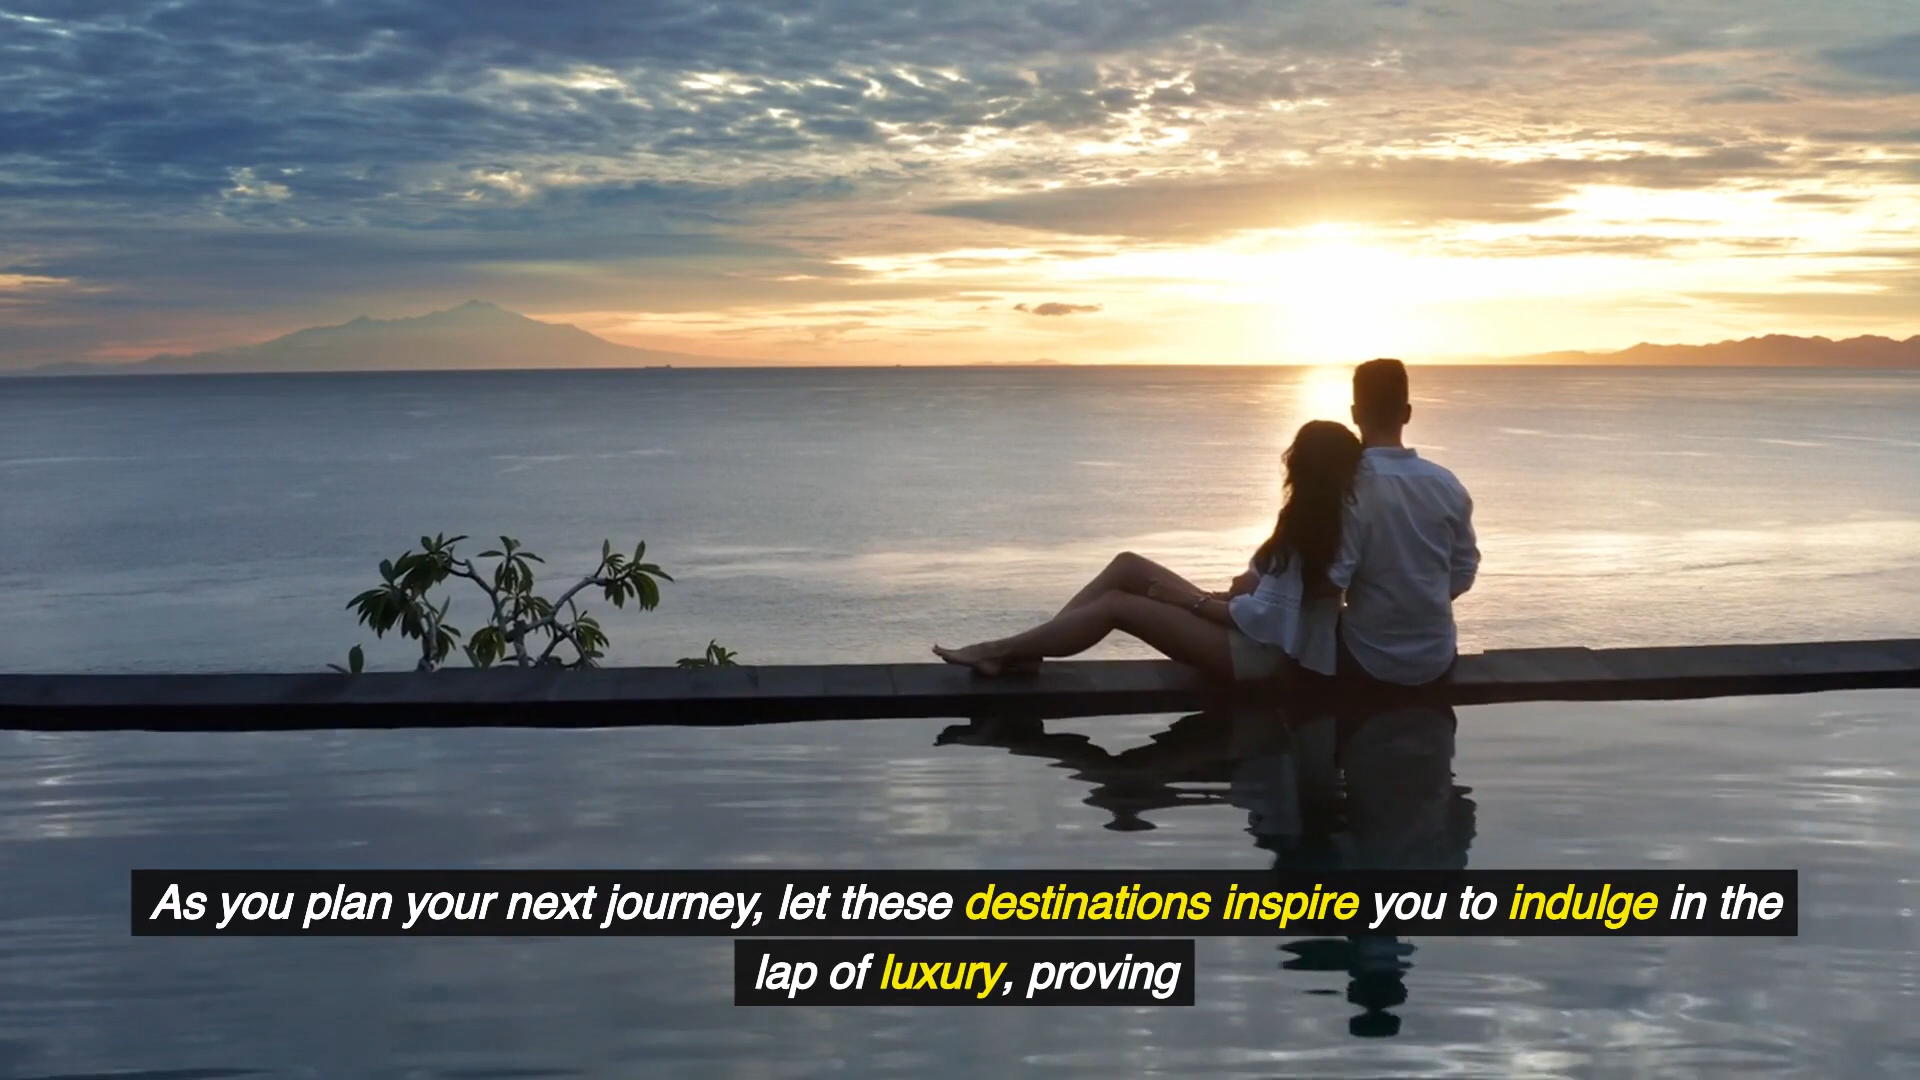 As you plan your next journey, let these destinations inspire you to indulge in the
lap of luxury, proving